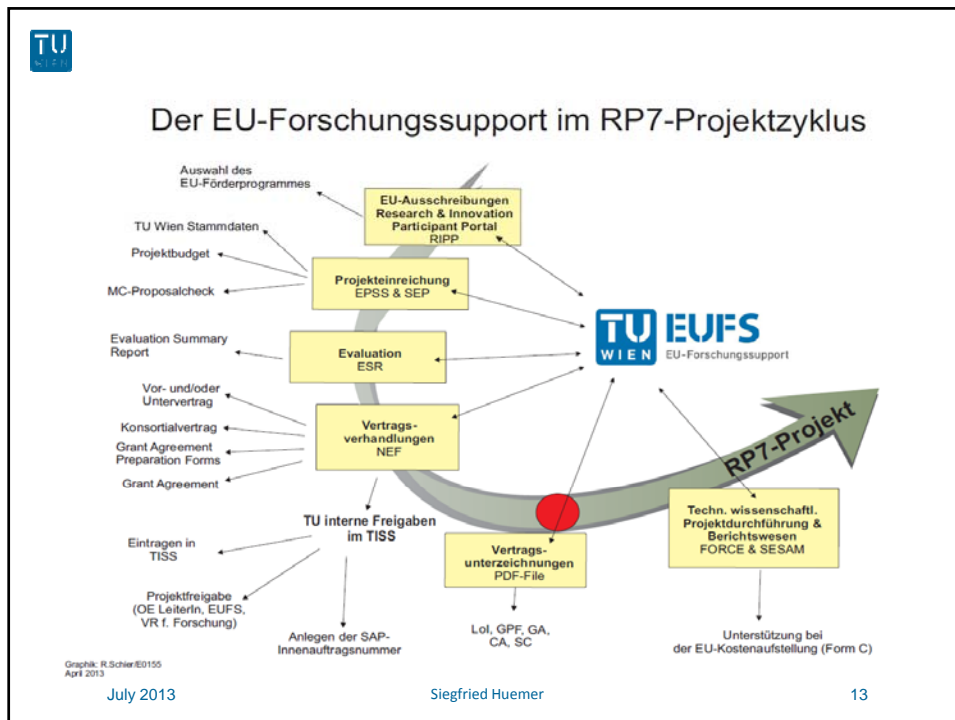 TU
WIEN
Der EU-Forschungssupport im RP7-Projektzyklus
Auswahl des
EU-Förderprogrammes
EU-Ausschreibungen
Research & Innovation
Participant Portal
RIPP
TU Wien Stammdaten
Projektbudget
MC-Proposalcheck
Projekteinreichung
EPSS & SEP
TU
WIEN
EUFS
EU-Forschungssupport
Evaluation Summary
Report
Evaluation
ESR
Vor- und/oder
Untervertrag
Konsortialvertrag
Grant Agreement
Preparation Forms
Grant Agreement
Vertrags-
verhandlungen
NEF
RP7-Projekt
TU interne Freigaben
im TISS
Eintragen in
TISS
Projektfreigabe
(OE LeiterIn, EUFS,
VR f. Forschung)
Anlegen der SAP-
Innenauftragsnummer
Vertrags-
unterzeichnungen
PDF-File
LoI, GPF, GA,
CA, SC
Techn. wissenschaftl.
Projektdurchführung &
Berichtswesen
FORCE & SESAM
Unterstützung bei
der EU-Kostenaufstellung (Form C)
Graphik: R.Schier/E0155
April 2013
July 2013
Siegfried Huemer
13